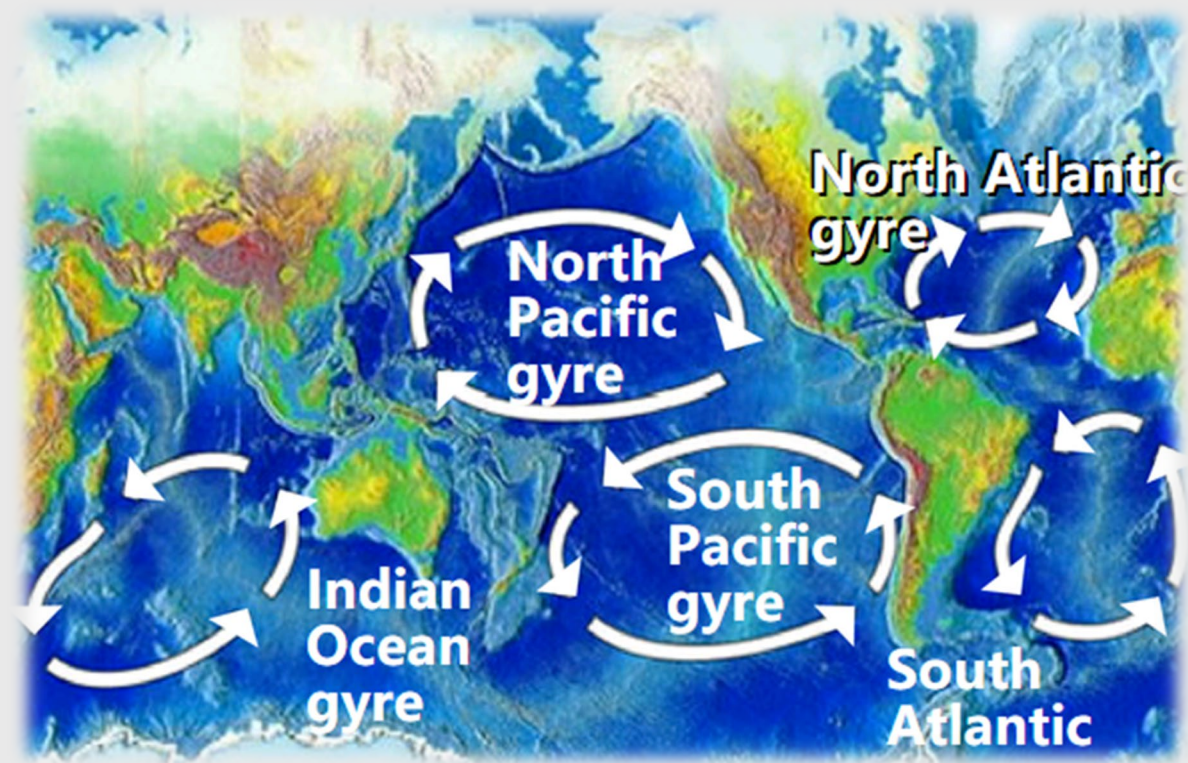 North Atlantic
gyre
North
Pacific
gyre
South
Pacific
gyre
Indian
Ocean
gyre
South
Atlantic